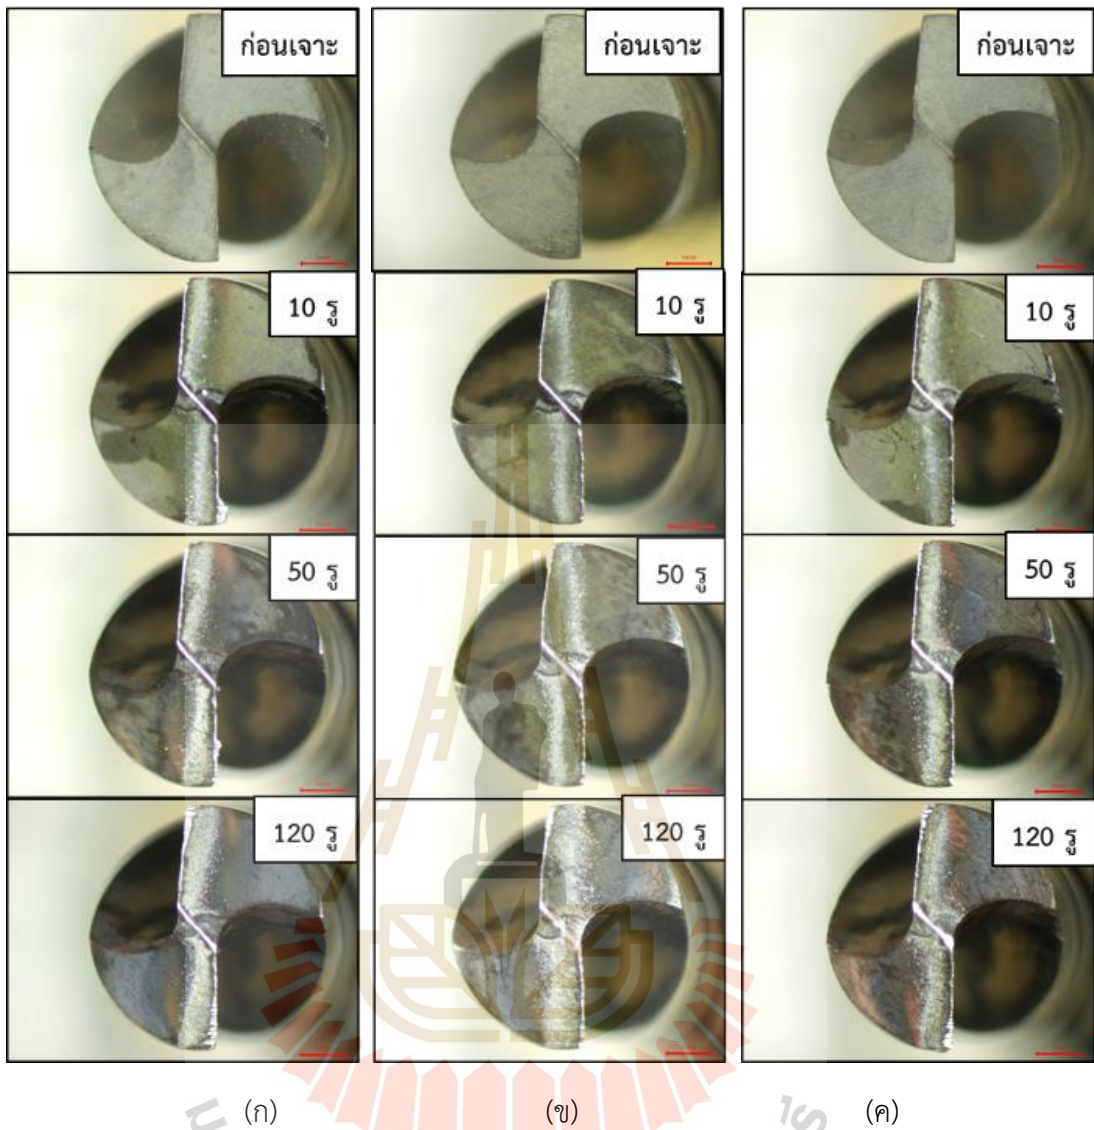 ก่อนเจาะ ก่อนเจาะ ก่อนเจาะ
10 รู 10 รู 10 รู
50 รู 50 รู 50 รู
120 รู 120 รู 120 รู
(ก) (ข) (ค)